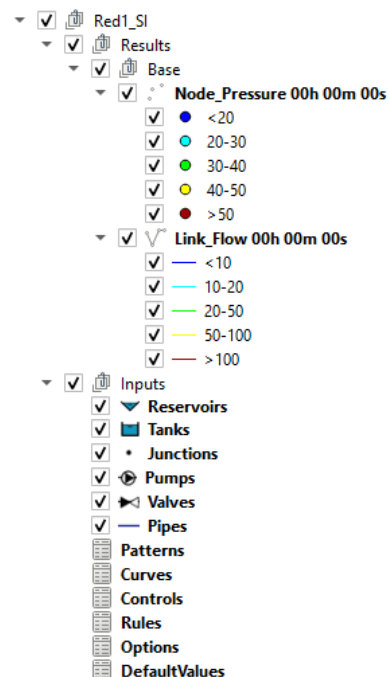 Red1_SI
Results
Base
Node_Pressure 00h 00m 00s
<20
20-30
30-40
40-50
>50
Link_Flow 00h 00m 00s
<10
10-20
20-50
50-100
>100
Inputs
Reservoirs
Tanks
Junctions
Pumps
Valves
Pipes
Patterns
Curves
Controls
Rules
Options
DefaultValues